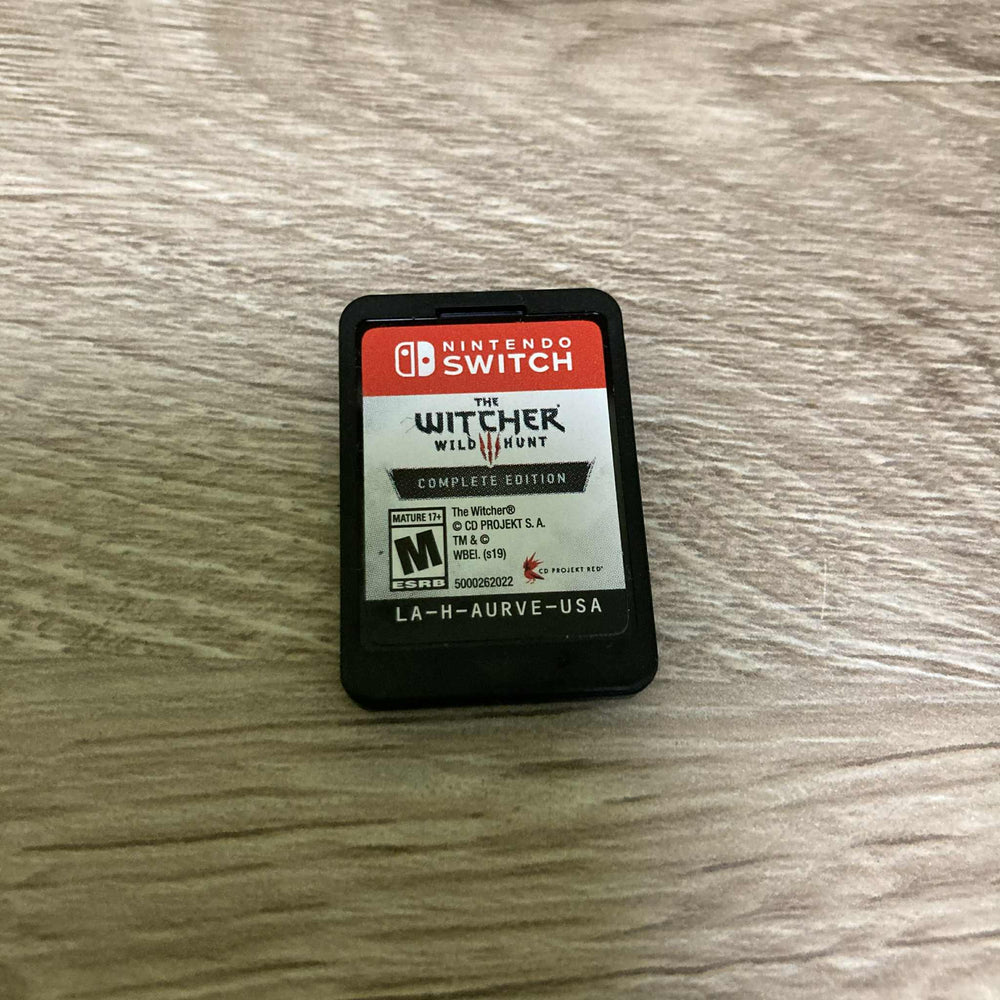 NINTENDO
SWITCH
THE
WITCHER
WILD III HUNT
COMPLETE EDITION
MATURE 17+
M
ESRB
The Witcher®
© CD PROJEKT S. A.
TM & ©
WBEI. (s19)
5000262022
CD PROJEKT RED®
LA-H-AURVE-USA